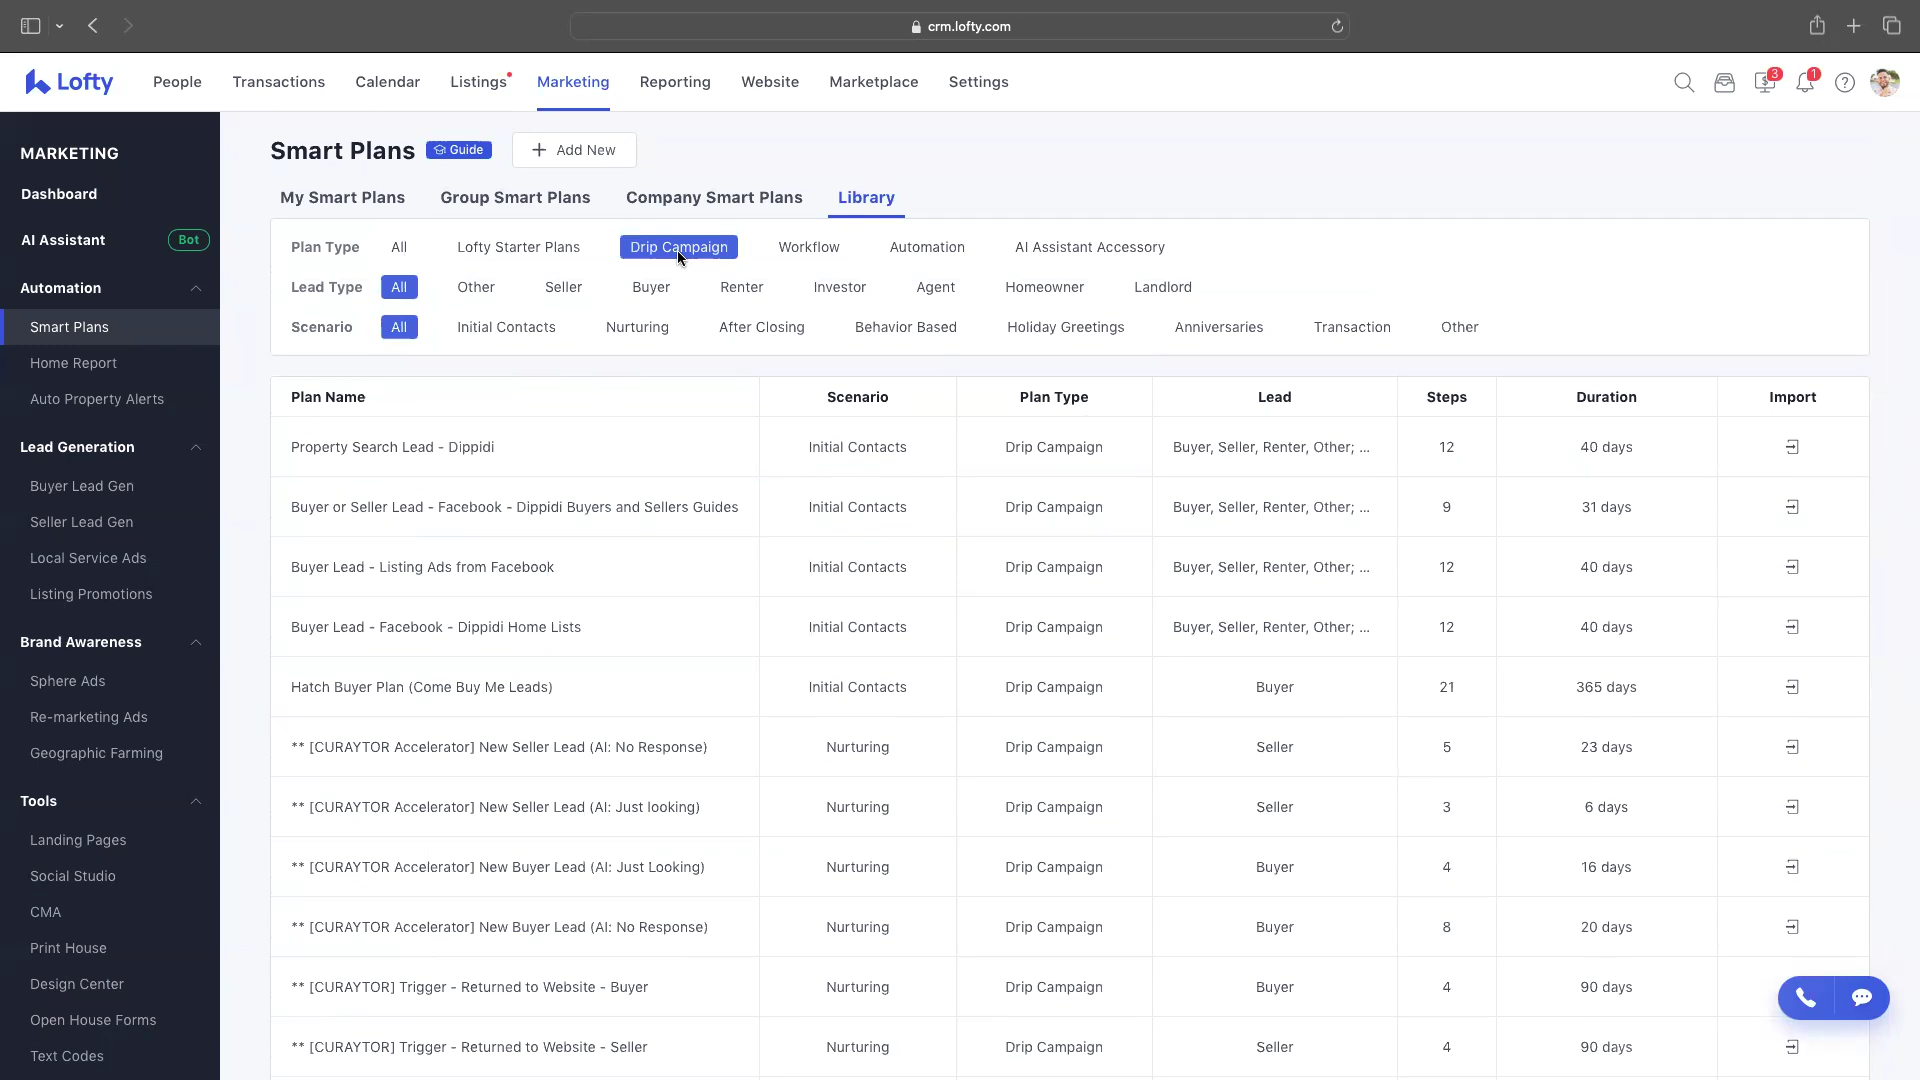 crm.lofty.com
Lofty
People Transactions Calendar Listings Marketing Reporting Website Marketplace Settings
3 1
MARKETING
Dashboard
AI Assistant Bot
Automation
Smart Plans
Home Report
Auto Property Alerts
Lead Generation
Buyer Lead Gen
Seller Lead Gen
Local Service Ads
Listing Promotions
Brand Awareness
Sphere Ads
Re-marketing Ads
Geographic Farming
Tools
Landing Pages
Social Studio
CMA
Print House
Design Center
Open House Forms
Text Codes
Smart Plans Guide Add New
My Smart Plans Group Smart Plans Company Smart Plans Library
Plan Type All Lofty Starter Plans Drip Campaign Workflow Automation AI Assistant Accessory
Lead Type All Other Seller Buyer Renter Investor Agent Homeowner Landlord
Scenario All Initial Contacts Nurturing After Closing Behavior Based Holiday Greetings Anniversaries Transaction Other
Plan Name Scenario Plan Type Lead Steps Duration Import
Property Search Lead - Dippidi Initial Contacts Drip Campaign Buyer, Seller, Renter, Other; ... 12 40 days
Buyer or Seller Lead - Facebook - Dippidi Buyers and Sellers Guides Initial Contacts Drip Campaign Buyer, Seller, Renter, Other; ... 9 31 days
Buyer Lead - Listing Ads from Facebook Initial Contacts Drip Campaign Buyer, Seller, Renter, Other; ... 12 40 days
Buyer Lead - Facebook - Dippidi Home Lists Initial Contacts Drip Campaign Buyer, Seller, Renter, Other; ... 12 40 days
Hatch Buyer Plan (Come Buy Me Leads) Initial Contacts Drip Campaign Buyer 21 365 days
** [CURAYTOR Accelerator] New Seller Lead (AI: No Response) Nurturing Drip Campaign Seller 5 23 days
** [CURAYTOR Accelerator] New Seller Lead (AI: Just looking) Nurturing Drip Campaign Seller 3 6 days
** [CURAYTOR Accelerator] New Buyer Lead (AI: Just Looking) Nurturing Drip Campaign Buyer 4 16 days
** [CURAYTOR Accelerator] New Buyer Lead (AI: No Response) Nurturing Drip Campaign Buyer 8 20 days
** [CURAYTOR] Trigger - Returned to Website - Buyer Nurturing Drip Campaign Buyer 4 90 days
** [CURAYTOR] Trigger - Returned to Website - Seller Nurturing Drip Campaign Seller 4 90 days